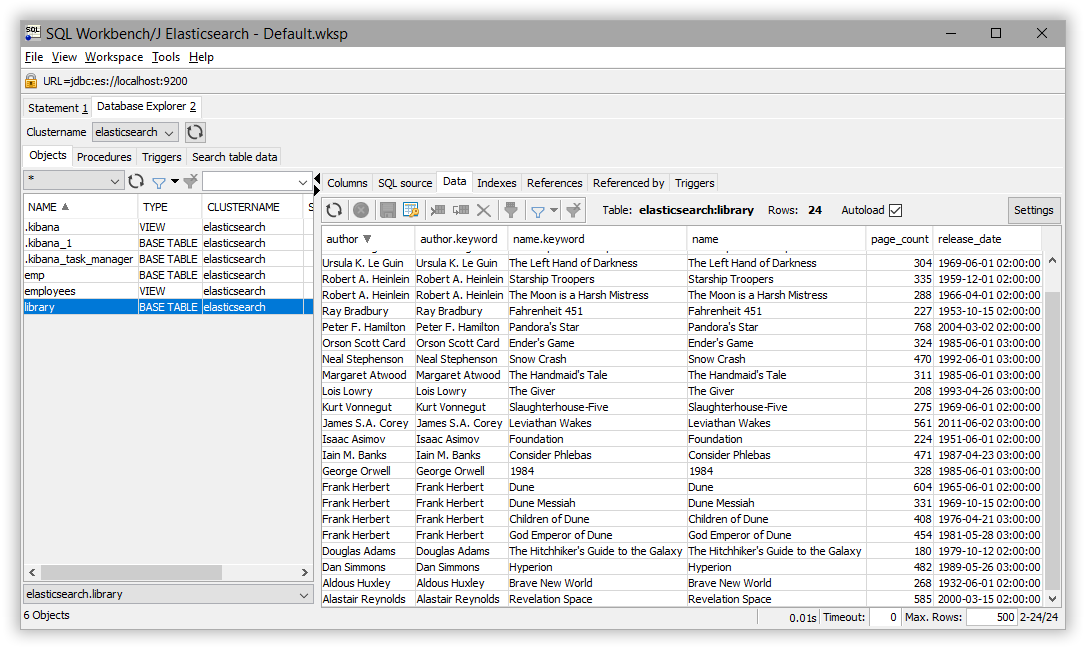 SQL SQL Workbench/J Elasticsearch - Default.wksp
File View Workspace Tools Help
URL=jdbc:es://localhost:9200
Statement 1 Database Explorer 2
Clustername elasticsearch
Objects Procedures Triggers Search table data
*
NAME TYPE CLUSTERNAME S
.kibana VIEW elasticsearch
.kibana_1 BASE TABLE elasticsearch
.kibana_task_manager BASE TABLE elasticsearch
emp BASE TABLE elasticsearch
employees VIEW elasticsearch
library BASE TABLE elasticsearch
elasticsearch.library
6 Objects
Columns SQL source Data Indexes References Referenced by Triggers
Table: elasticsearch:library Rows: 24 Autoload Settings
author author.keyword name.keyword name page_count release_date
Ursula K. Le Guin Ursula K. Le Guin The Left Hand of Darkness The Left Hand of Darkness 304 1969-06-01 02:00:00
Robert A. Heinlein Robert A. Heinlein Starship Troopers Starship Troopers 335 1959-12-01 02:00:00
Robert A. Heinlein Robert A. Heinlein The Moon is a Harsh Mistress The Moon is a Harsh Mistress 288 1966-04-01 02:00:00
Ray Bradbury Ray Bradbury Fahrenheit 451 Fahrenheit 451 227 1953-10-15 02:00:00
Peter F. Hamilton Peter F. Hamilton Pandora's Star Pandora's Star 768 2004-03-02 02:00:00
Orson Scott Card Orson Scott Card Ender's Game Ender's Game 324 1985-06-01 03:00:00
Neal Stephenson Neal Stephenson Snow Crash Snow Crash 470 1992-06-01 03:00:00
Margaret Atwood Margaret Atwood The Handmaid's Tale The Handmaid's Tale 311 1985-06-01 03:00:00
Lois Lowry Lois Lowry The Giver The Giver 208 1993-04-26 03:00:00
Kurt Vonnegut Kurt Vonnegut Slaughterhouse-Five Slaughterhouse-Five 275 1969-06-01 02:00:00
James S.A. Corey James S.A. Corey Leviathan Wakes Leviathan Wakes 561 2011-06-02 03:00:00
Isaac Asimov Isaac Asimov Foundation Foundation 224 1951-06-01 02:00:00
Iain M. Banks Iain M. Banks Consider Phlebas Consider Phlebas 471 1987-04-23 03:00:00
George Orwell George Orwell 1984 1984 328 1985-06-01 03:00:00
Frank Herbert Frank Herbert Dune Dune 604 1965-06-01 02:00:00
Frank Herbert Frank Herbert Dune Messiah Dune Messiah 331 1969-10-15 02:00:00
Frank Herbert Frank Herbert Children of Dune Children of Dune 408 1976-04-21 03:00:00
Frank Herbert Frank Herbert God Emperor of Dune God Emperor of Dune 454 1981-05-28 03:00:00
Douglas Adams Douglas Adams The Hitchhiker's Guide to the Galaxy The Hitchhiker's Guide to the Galaxy 180 1979-10-12 02:00:00
Dan Simmons Dan Simmons Hyperion Hyperion 482 1989-05-26 03:00:00
Aldous Huxley Aldous Huxley Brave New World Brave New World 268 1932-06-01 02:00:00
Alastair Reynolds Alastair Reynolds Revelation Space Revelation Space 585 2000-03-15 02:00:00
0.01s Timeout: 0 Max. Rows: 500 2-24/24